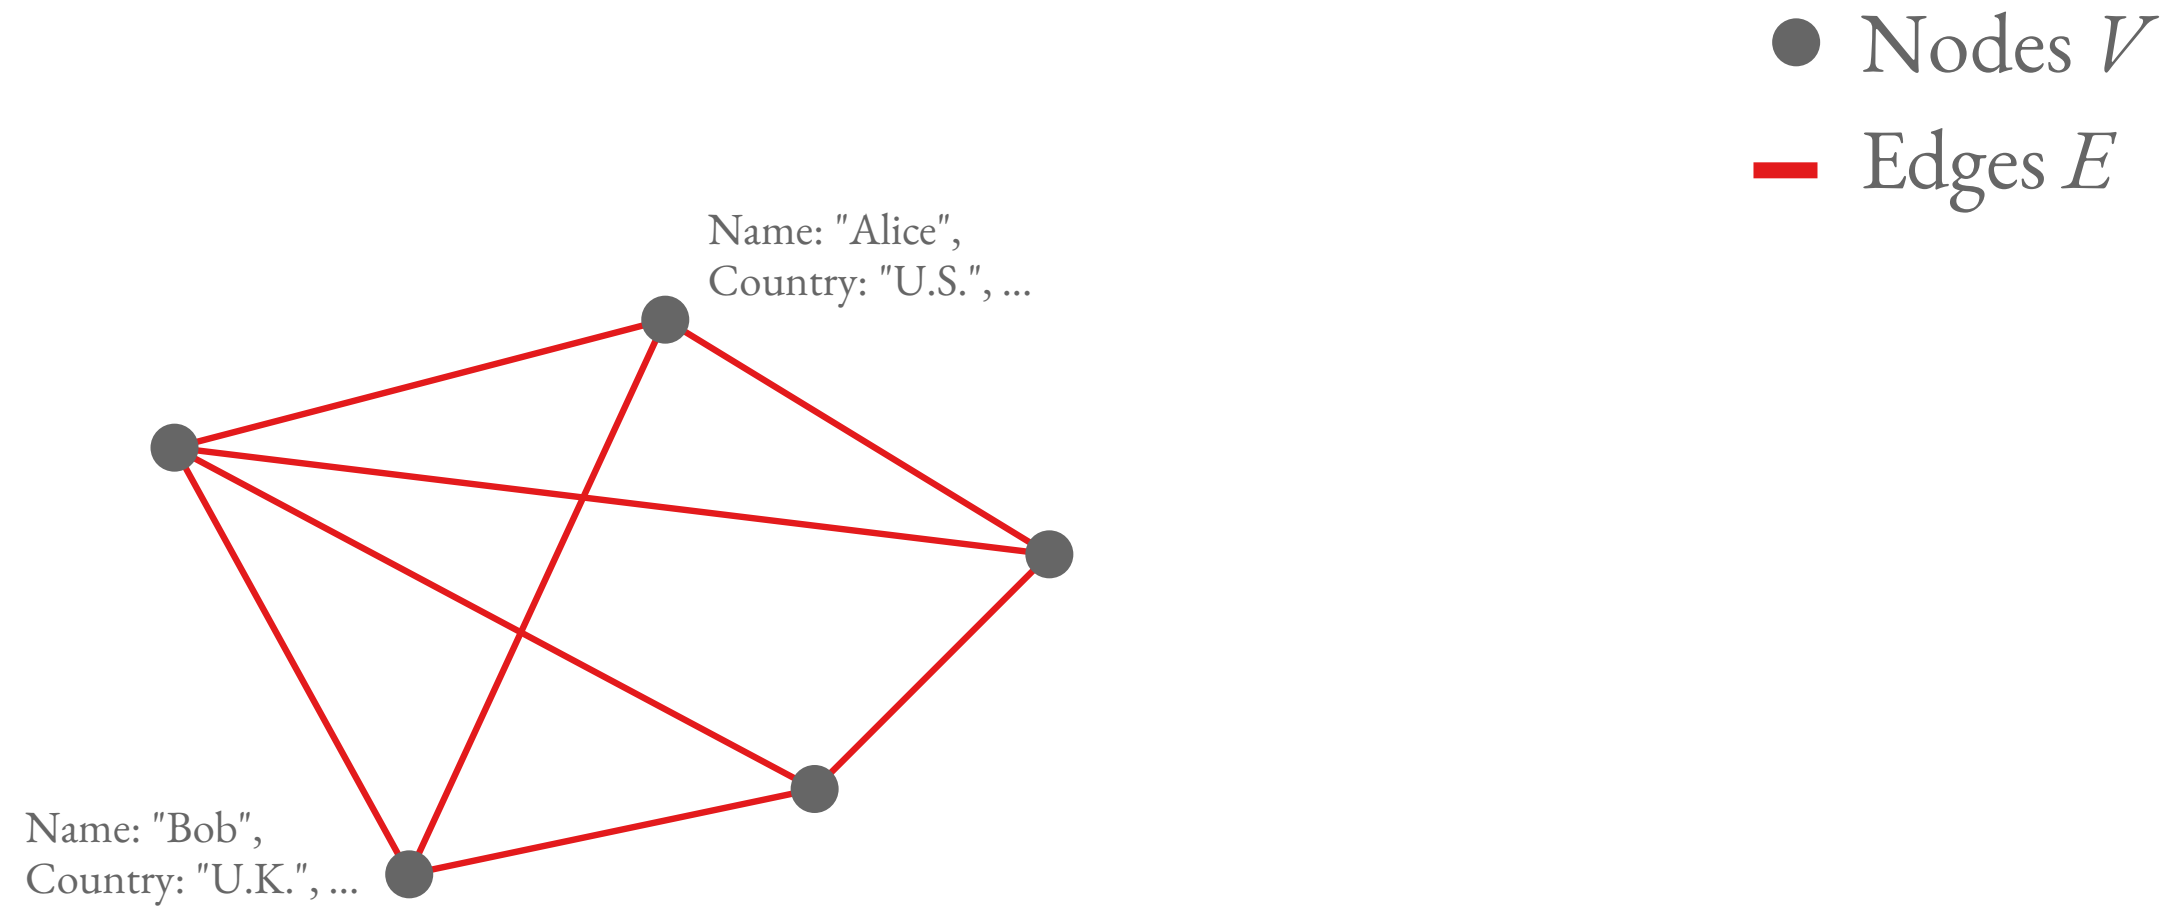 Nodes V
Edges E
Name: "Alice",
Country: "U.S.", ...
Name: "Bob",
Country: "U.K.", ...